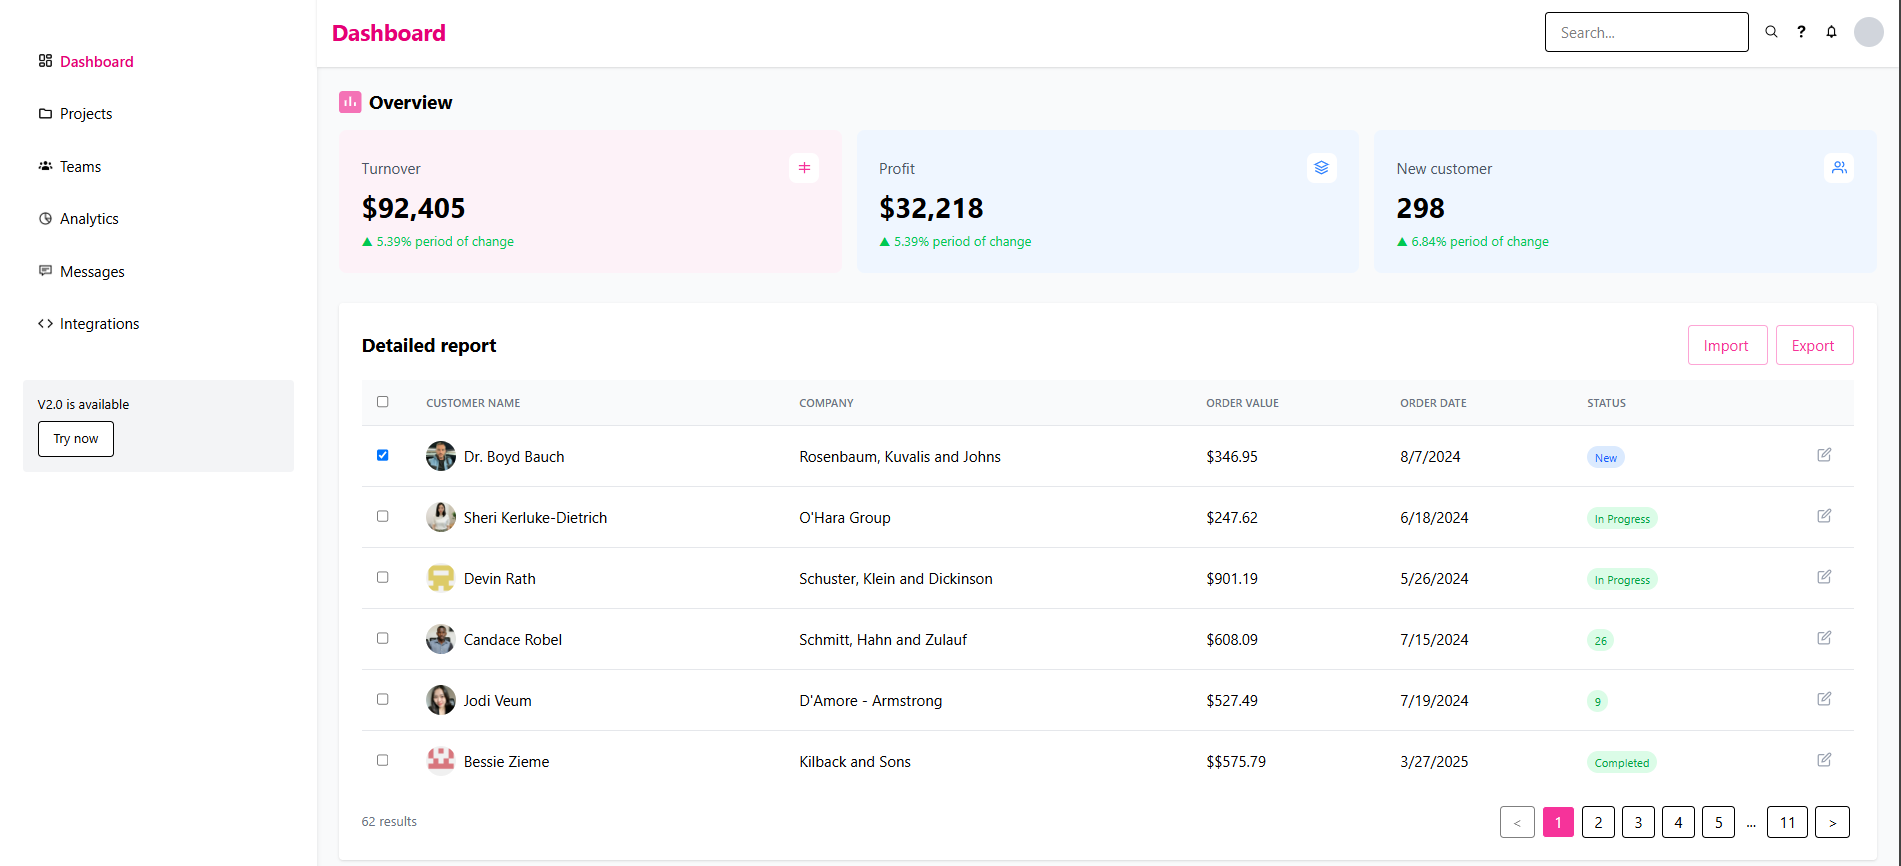 Dashboard
Projects
Teams
Analytics
Messages
Integrations
V2.0 is available
Try now
Dashboard
Search...
?
Overview
Turnover
$92,405
▲ 5.39% period of change
Profit
$32,218
▲ 5.39% period of change
New customer
298
▲ 6.84% period of change
Detailed report
Import Export
CUSTOMER NAME COMPANY ORDER VALUE ORDER DATE STATUS
Dr. Boyd Bauch Rosenbaum, Kuvalis and Johns $346.95 8/7/2024 New
Sheri Kerluke-Dietrich O'Hara Group $247.62 6/18/2024 In Progress
Devin Rath Schuster, Klein and Dickinson $901.19 5/26/2024 In Progress
Candace Robel Schmitt, Hahn and Zulauf $608.09 7/15/2024 26
Jodi Veum D'Amore - Armstrong $527.49 7/19/2024 9
Bessie Zieme Kilback and Sons $$575.79 3/27/2025 Completed
62 results
< 1 2 3 4 5 ... 11 >